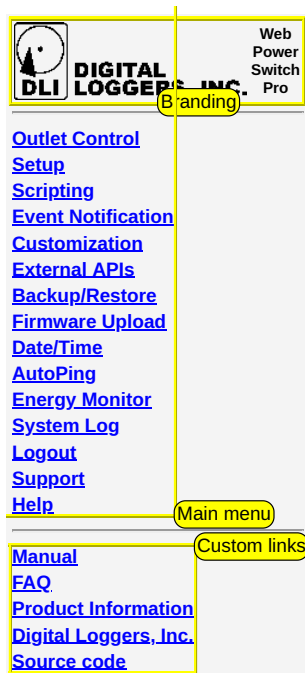 Web
Power
Switch
Pro
DIGITAL
DLI LOGGERS, INC.
Branding
Outlet Control
Setup
Scripting
Event Notification
Customization
External APIs
Backup/Restore
Firmware Upload
Date/Time
AutoPing
Energy Monitor
System Log
Logout
Support
Help
Main menu
Custom links
Manual
FAQ
Product Information
Digital Loggers, Inc.
Source code